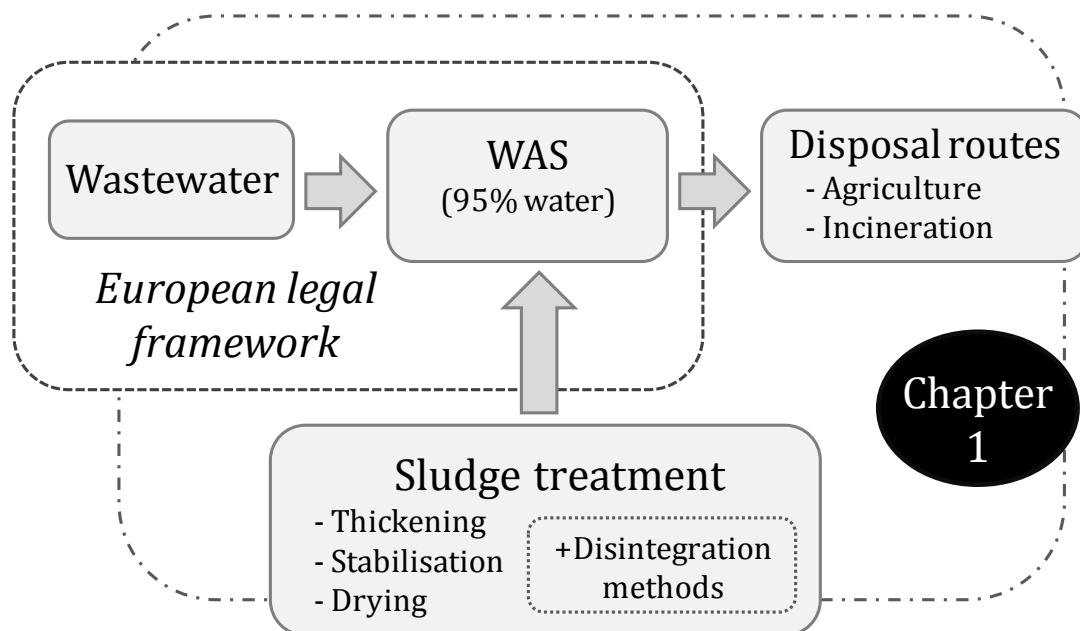 Wastewater
WAS
(95% water)
Disposal routes
- Agriculture
- Incineration
European legal
framework
Chapter
1
Sludge treatment
- Thickening
- Stabilisation
- Drying
+Disintegration
methods